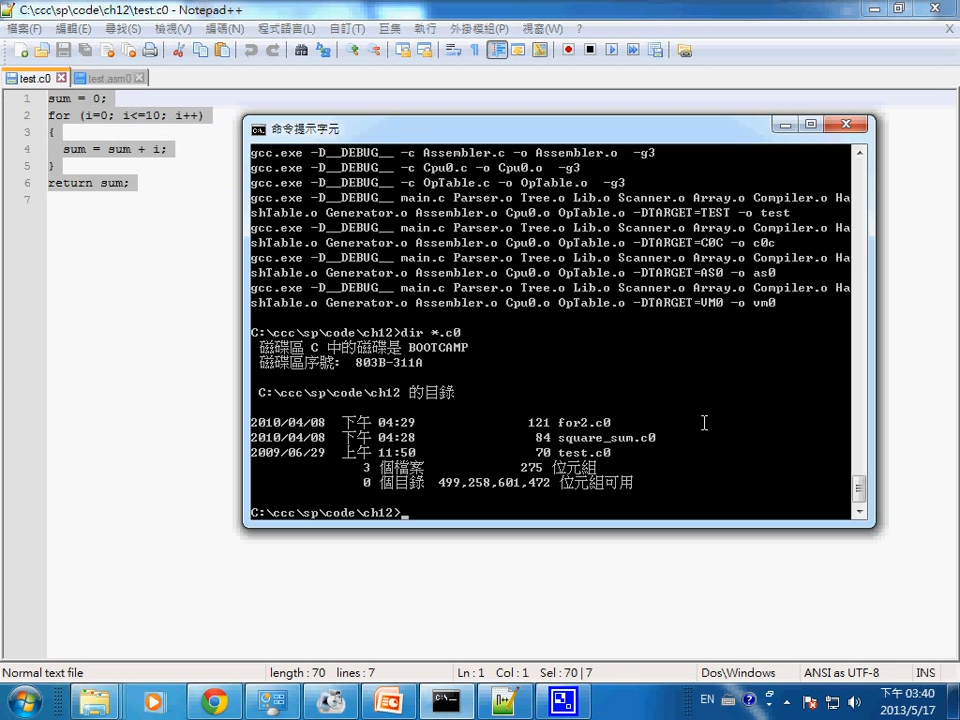 C:\ccc\sp\code\ch12\test.c0 - Notepad++
檔案(F) 編輯(E) 尋找(S) 檢視(V) 編碼(N) 程式語言(L) 自訂(T) 巨集 執行 外掛模組(P) 視窗(W) ? X
test.c0 test.asm0
1 sum = 0;
2 for (i=0; i<=10; i++)
3 {
4 sum = sum + i;
5 }
6 return sum;
7
命令提示字元
gcc.exe -D__DEBUG__ -c Assembler.c -o Assembler.o -g3
gcc.exe -D__DEBUG__ -c Cpu0.c -o Cpu0.o -g3
gcc.exe -D__DEBUG__ -c OpTable.c -o OpTable.o -g3
gcc.exe -D__DEBUG__ main.c Parser.o Tree.o Lib.o Scanner.o Array.o Compiler.o Ha
shTable.o Generator.o Assembler.o Cpu0.o OpTable.o -DTARGET=TEST -o test
gcc.exe -D__DEBUG__ main.c Parser.o Tree.o Lib.o Scanner.o Array.o Compiler.o Ha
shTable.o Generator.o Assembler.o Cpu0.o OpTable.o -DTARGET=C0C -o c0c
gcc.exe -D__DEBUG__ main.c Parser.o Tree.o Lib.o Scanner.o Array.o Compiler.o Ha
shTable.o Generator.o Assembler.o Cpu0.o OpTable.o -DTARGET=AS0 -o as0
gcc.exe -D__DEBUG__ main.c Parser.o Tree.o Lib.o Scanner.o Array.o Compiler.o Ha
shTable.o Generator.o Assembler.o Cpu0.o OpTable.o -DTARGET=VM0 -o vm0
C:\ccc\sp\code\ch12>dir *.c0
磁碟區 C 中的磁碟是 BOOTCAMP
磁碟區序號: 803B-311A
C:\ccc\sp\code\ch12 的目錄
2010/04/08 下午 04:29 121 for2.c0
2010/04/08 下午 04:28 84 square_sum.c0
2009/06/29 上午 11:50 70 test.c0
3 個檔案 275 位元組
0 個目錄 499,258,601,472 位元組可用
C:\ccc\sp\code\ch12>_
Normal text file length : 70 lines : 7 Ln : 1 Col : 1 Sel : 70 | 7 Dos\Windows ANSI as UTF-8 INS
EN 下午 03:40
2013/5/17